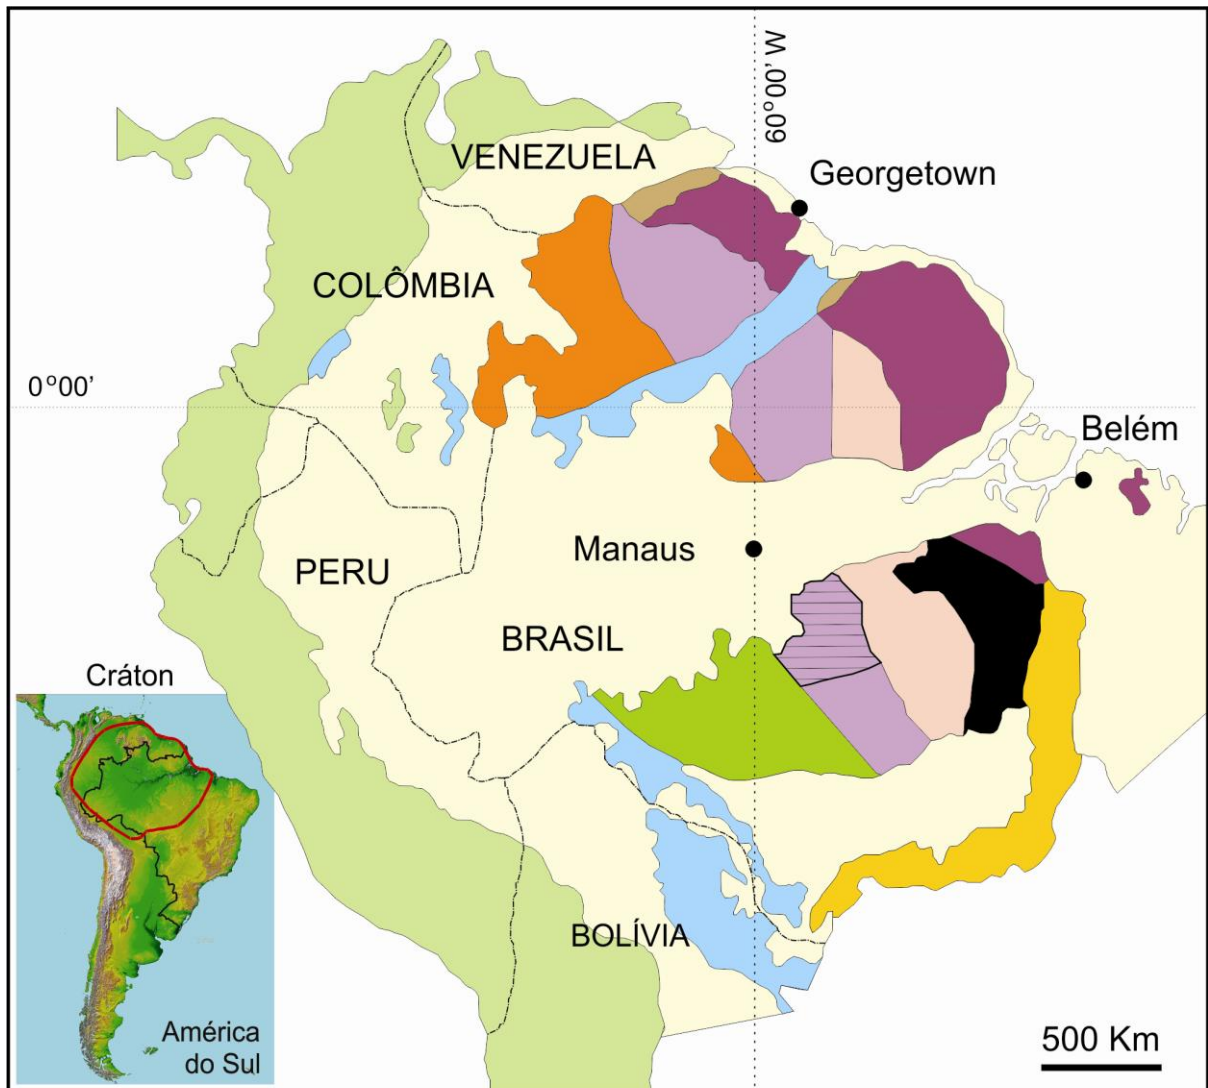 60°00' W
VENEZUELA
Georgetown
COLÔMBIA
0°00'
Belém
Manaus
PERU
BRASIL
Cráton
BOLÍVIA
América
do Sul
500 Km